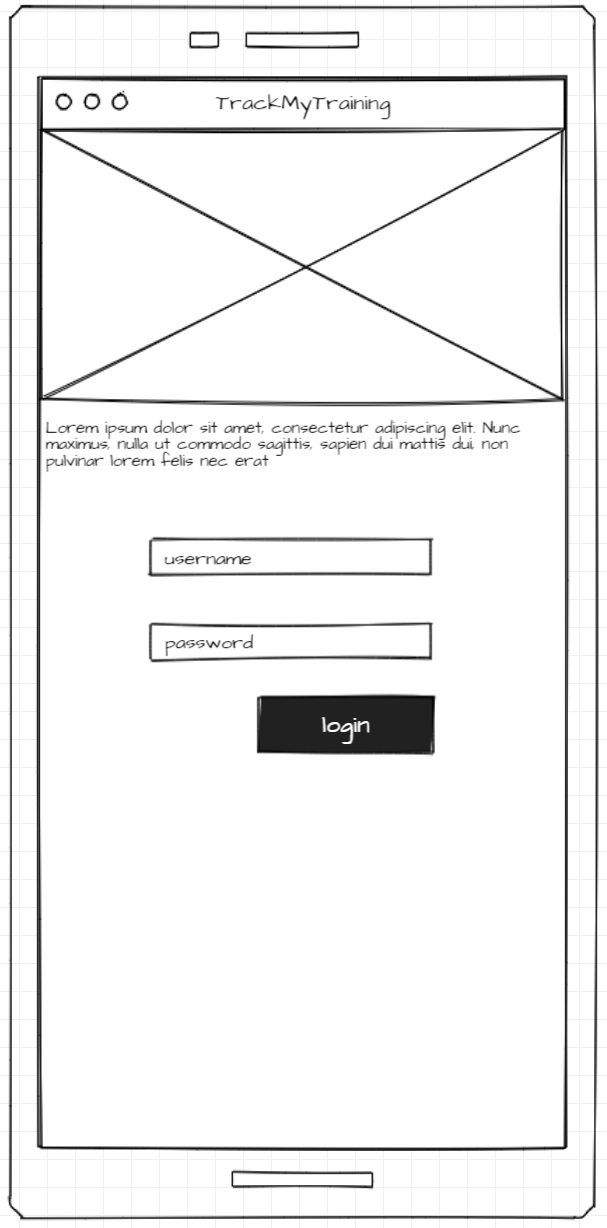 TrackMyTraining
Lorem ipsum dolor sit amet, consectetur adipiscing elit. Nunc
maximus, nulla ut commodo sagittis, sapien dui mattis dui, non
pulvinar lorem felis nec erat
username
password
login